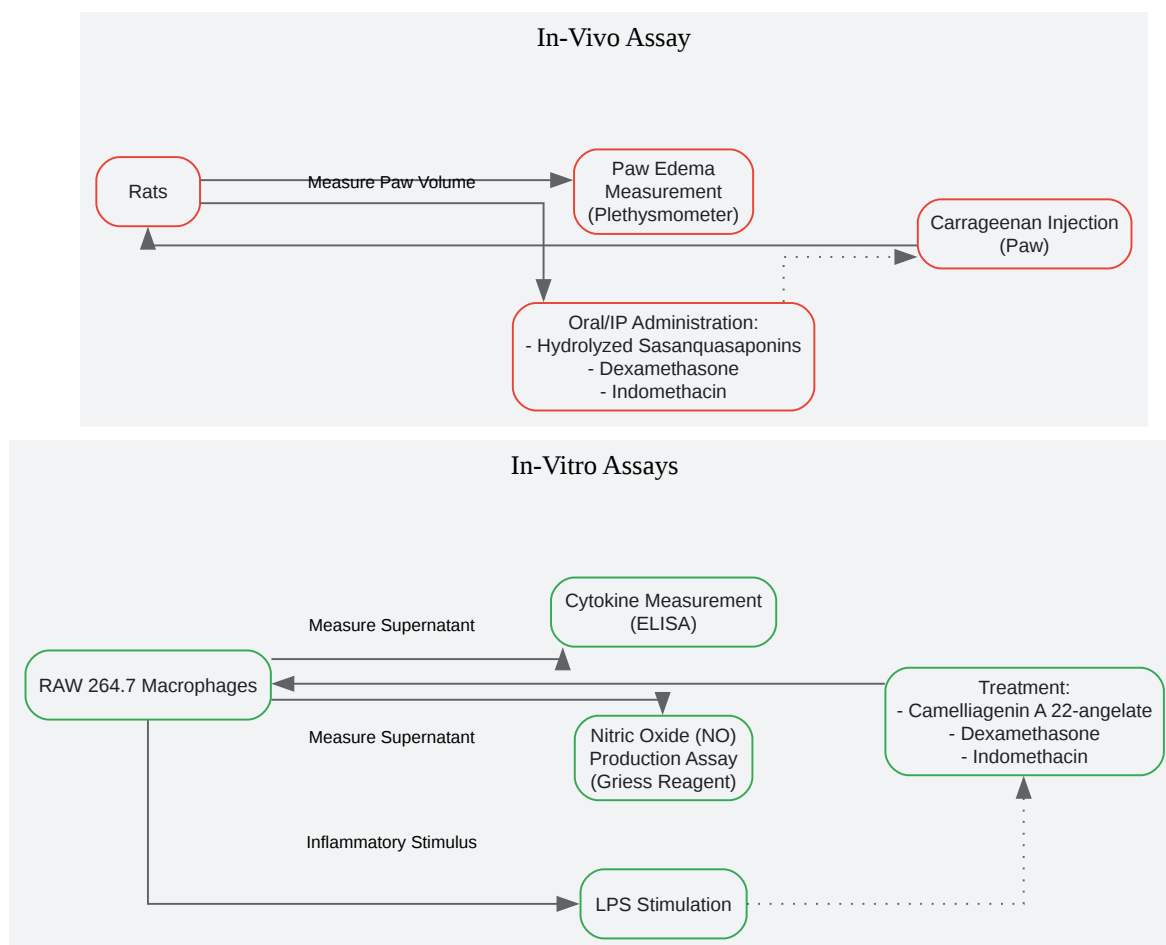 In-Vivo Assay
Rats
Measure Paw Volume
Paw Edema
Measurement
(Plethysmometer)
Carrageenan Injection
(Paw)
Oral/IP Administration:
- Hydrolyzed Sasanquasaponins
- Dexamethasone
- Indomethacin
In-Vitro Assays
Cytokine Measurement
(ELISA)
Measure Supernatant
RAW 264.7 Macrophages
Treatment:
- Camelliagenin A 22-angelate
- Dexamethasone
- Indomethacin
Measure Supernatant
Nitric Oxide (NO)
Production Assay
(Griess Reagent)
Inflammatory Stimulus
LPS Stimulation